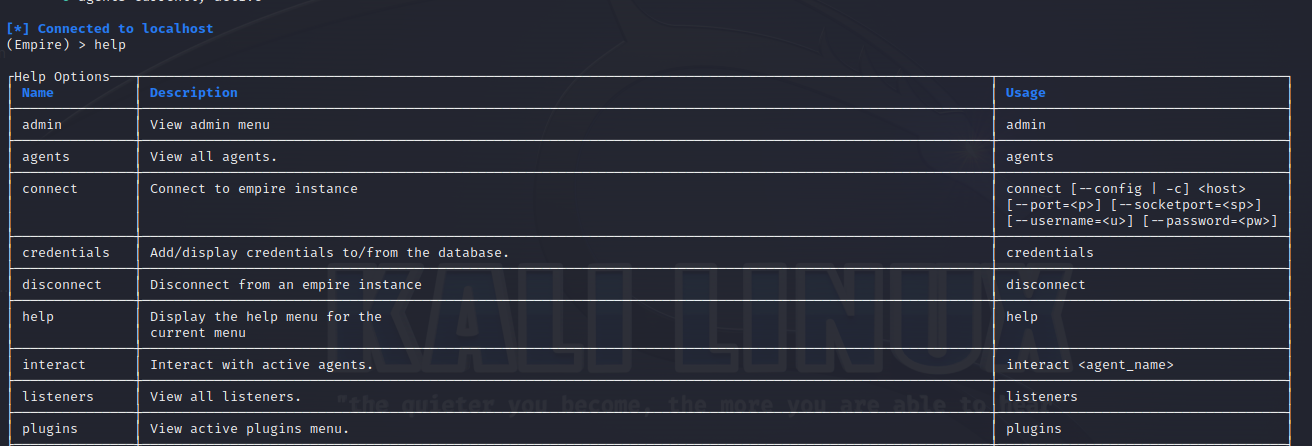 agents currently active
[*] Connected to localhost
(Empire) > help
Help Options
Name Description Usage
admin View admin menu admin
agents View all agents. agents
connect Connect to empire instance connect [--config | -c] <host>
[--port=<p>] [--socketport=<sp>]
[--username=<u>] [--password=<pw>]
credentials Add/display credentials to/from the database. credentials
disconnect Disconnect from an empire instance disconnect
help Display the help menu for the help
current menu
interact Interact with active agents. interact <agent_name>
listeners View all listeners. listeners
plugins View active plugins menu. plugins
KALI LINUX
"the quieter you become, the more you are able to hear